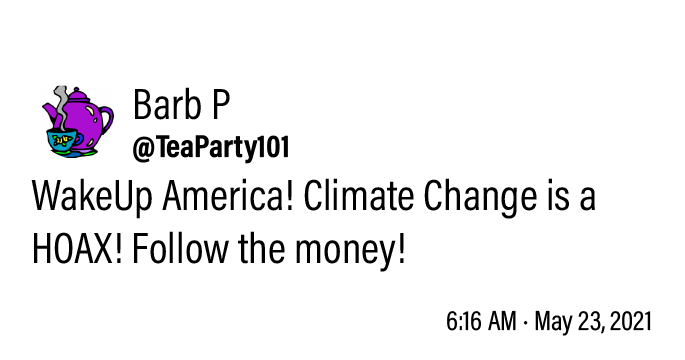 Barb P
@TeaParty101
WakeUp America! Climate Change is a
HOAX! Follow the money!
6:16 AM · May 23, 2021